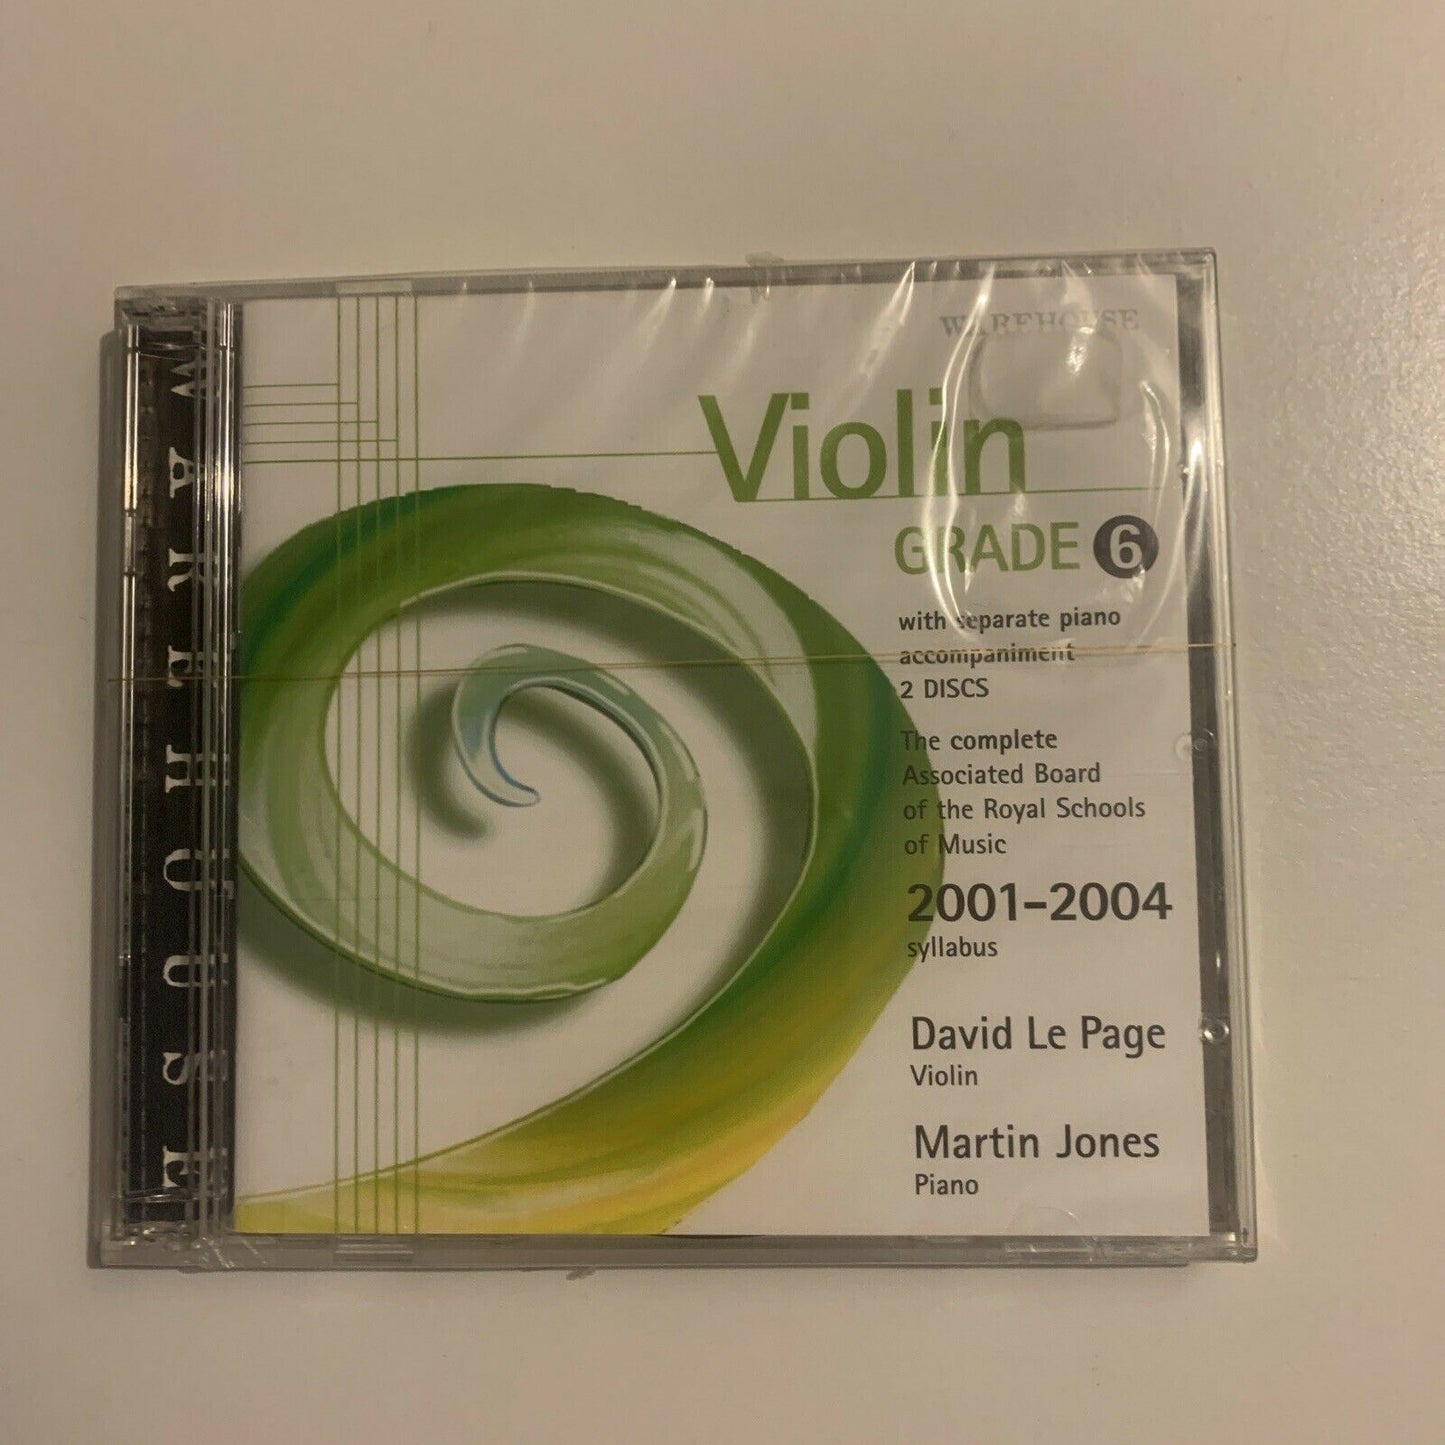 WAREHOUSE
WAREHOUSE
Violin
GRADE 6
with separate piano
accompaniment
2 DISCS
The complete
Associated Board
of the Royal Schools
of Music
2001-2004
syllabus
David Le Page
Violin
Martin Jones
Piano